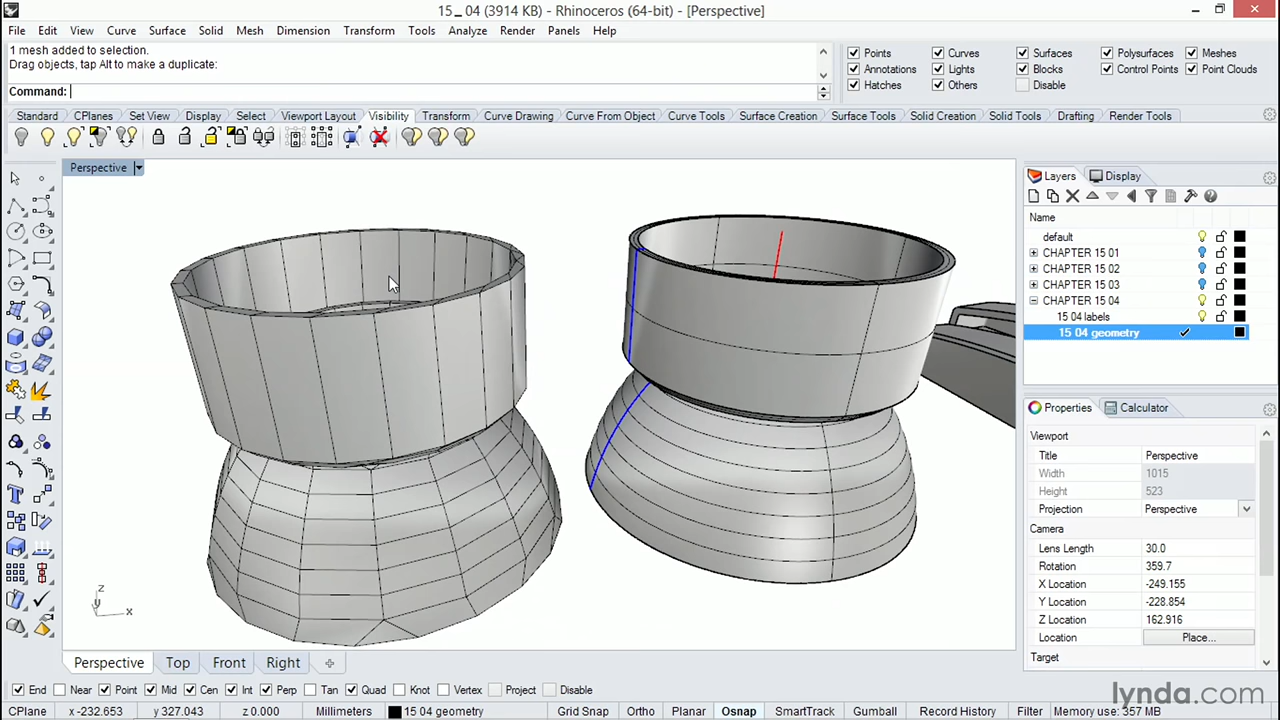 15_04 (3914 KB) - Rhinoceros (64-bit) - [Perspective]
File Edit View Curve Surface Solid Mesh Dimension Transform Tools Analyze Render Panels Help
1 mesh added to selection.
Drag objects, tap Alt to make a duplicate:
Command:
Points Curves Surfaces Polysurfaces Meshes
Annotations Lights Blocks Control Points Point Clouds
Hatches Others Disable
Standard CPlanes Set View Display Select Viewport Layout Visibility Transform Curve Drawing Curve From Object Curve Tools Surface Creation Surface Tools Solid Creation Solid Tools Drafting Render Tools
Perspective
Layers Display
Name
default
CHAPTER 15 01
CHAPTER 15 02
CHAPTER 15 03
CHAPTER 15 04
15 04 labels
15 04 geometry
Properties Calculator
Viewport
Title Perspective
Width 1015
Height 523
Projection Perspective
Camera
Lens Length 30.0
Rotation 359.7
X Location -249.155
Y Location -228.854
Z Location 162.916
Location Place...
Target
z
y
x
Perspective Top Front Right
End Near Point Mid Cen Int Perp Tan Quad Knot Vertex Project Disable
CPlane x -232.653 y 327.043 z 0.000 Millimeters 15 04 geometry Grid Snap Ortho Planar Osnap SmartTrack Gumball Record History Filter Memory use: 357 MB
lynda.com